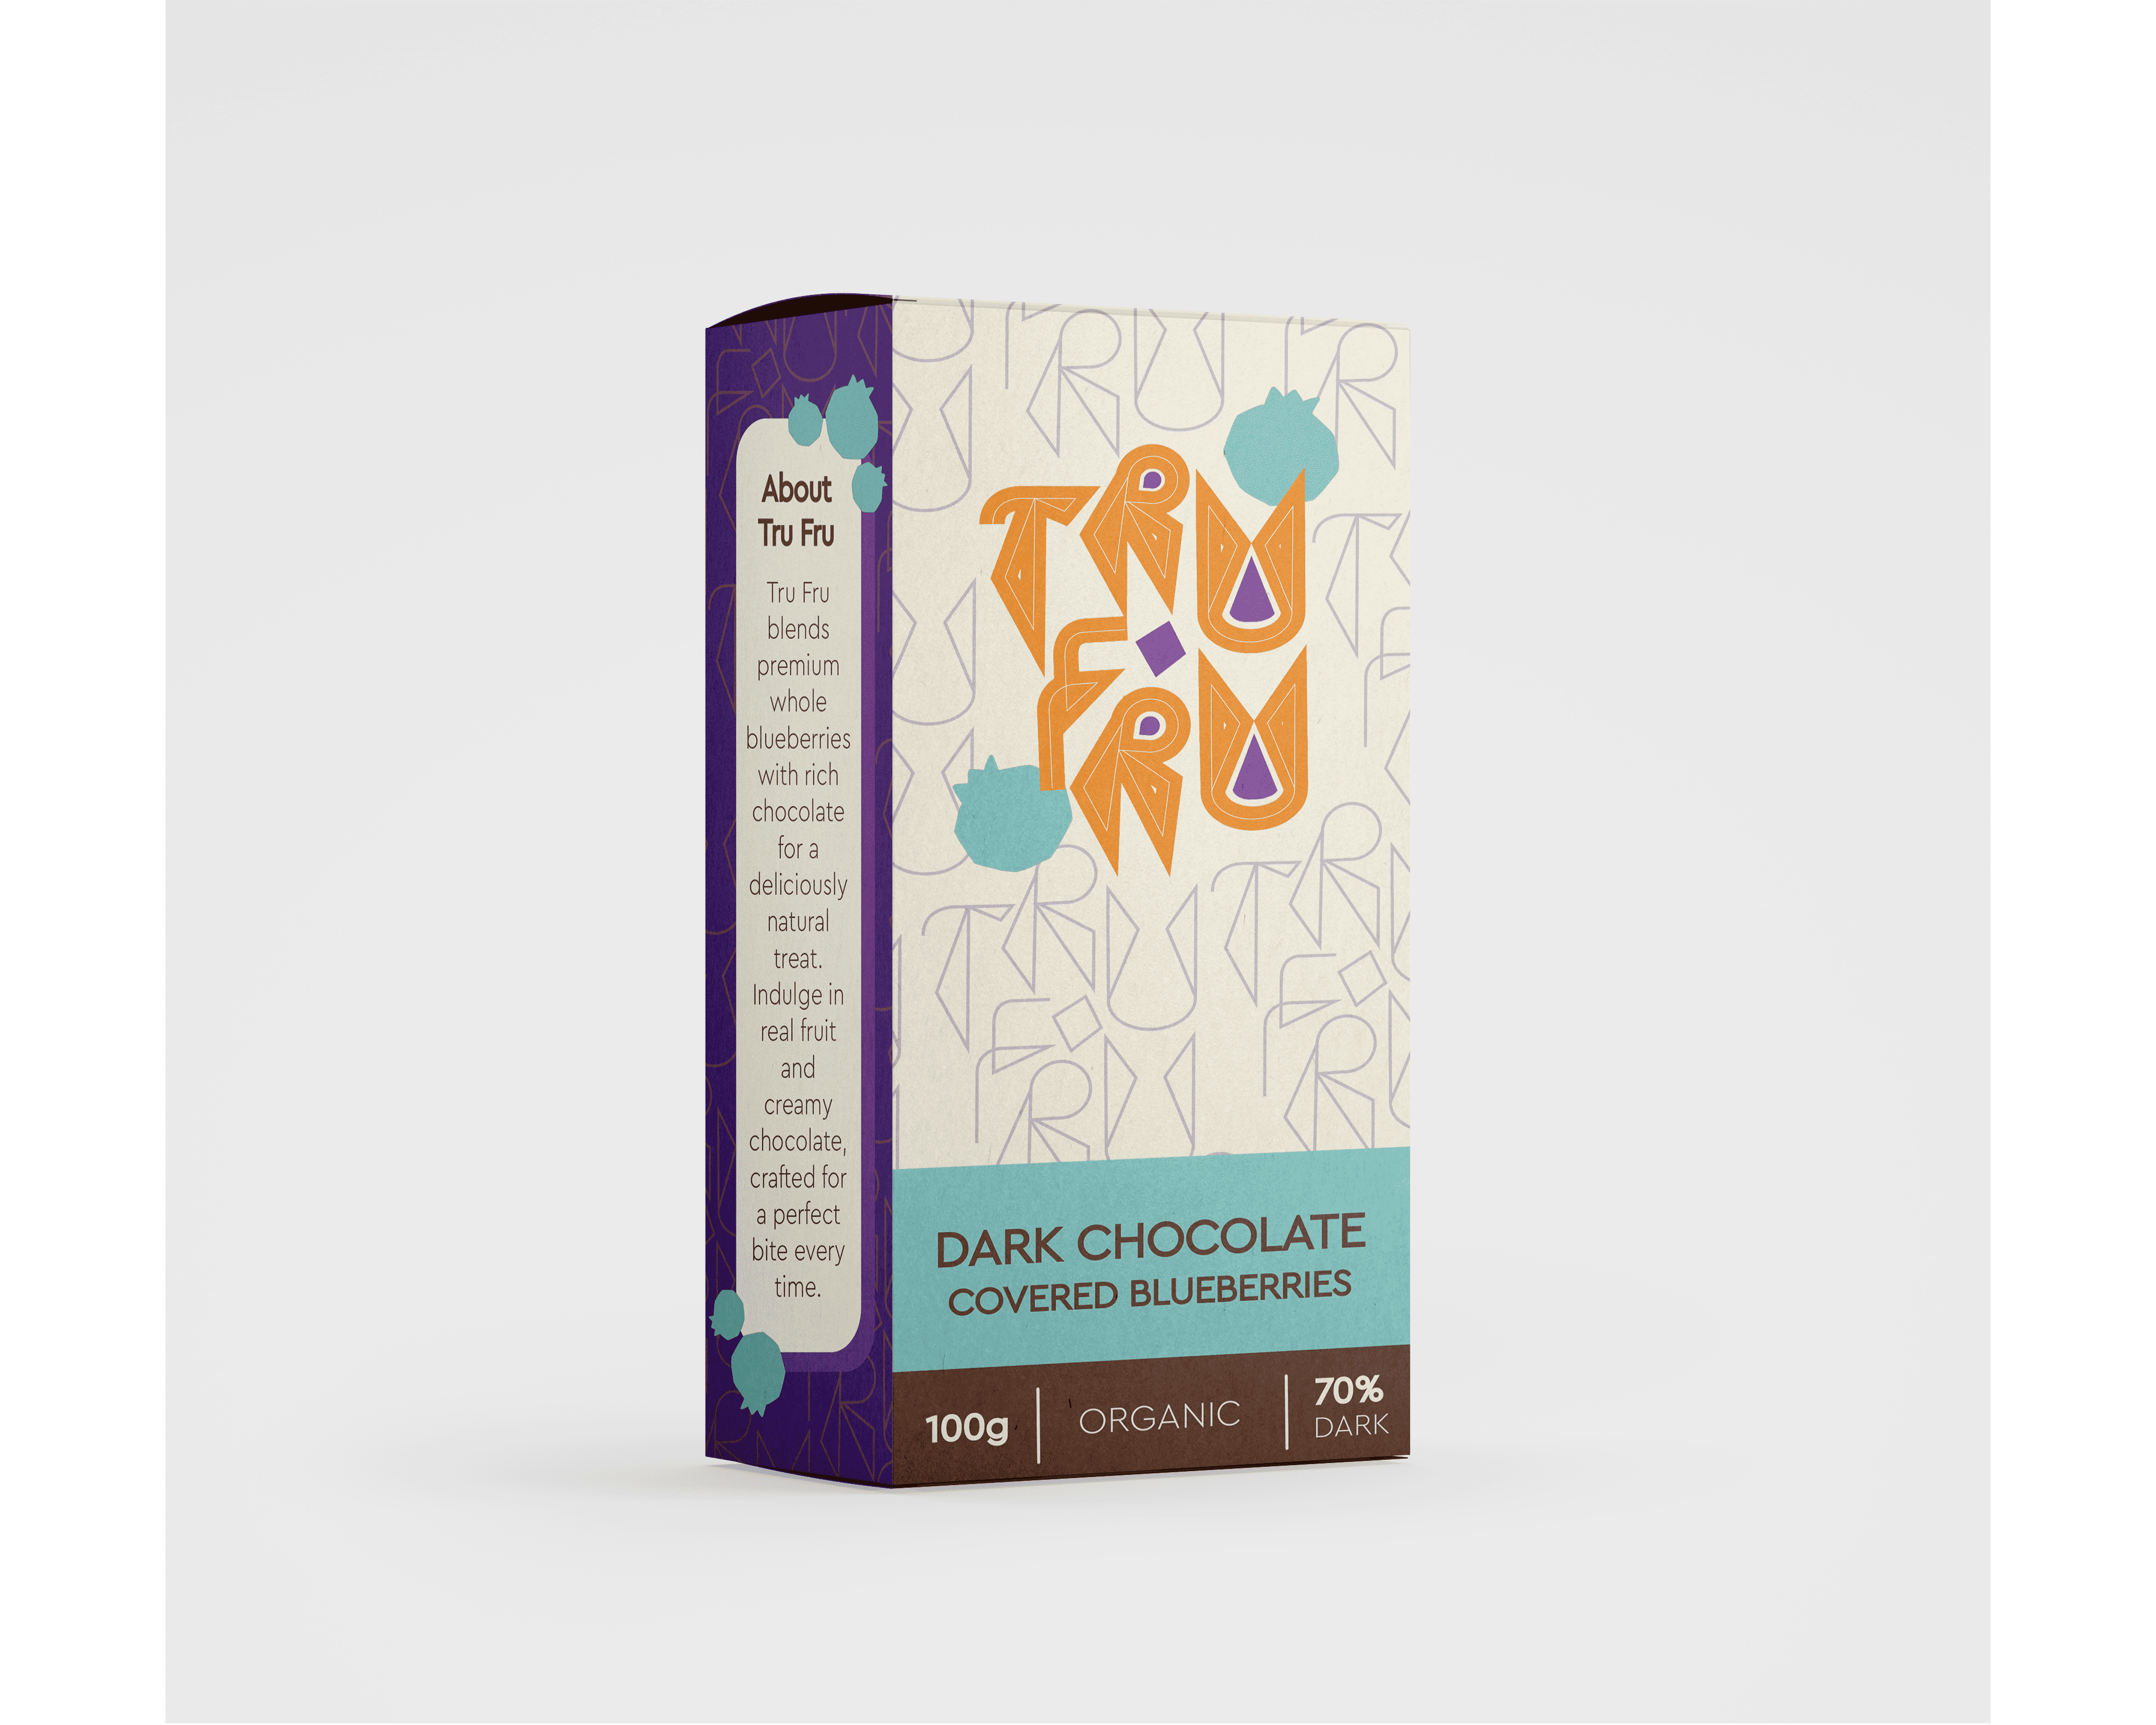 About
Tru Fru
Tru Fru
blends
premium
whole
blueberries
with rich
chocolate
for a
deliciously
natural
treat.
Indulge in
real fruit
and
creamy
chocolate,
crafted for
a perfect
bite every
time.
TRU
FRU
DARK CHOCOLATE
COVERED BLUEBERRIES
100g
ORGANIC
70%
DARK